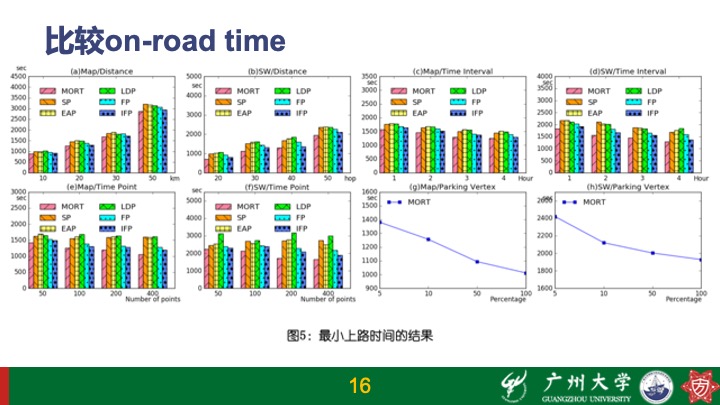 比较on-road time
(a)Map/Distance
sec
4500
4000
3500
3000
2500
2000
1500
1000
500
0
MORT LDP
SP FP
EAP IFP
10 20 30 50 km
(b)SW/Distance
sec
5000
4000
3000
2000
1000
0
MORT LDP
SP FP
EAP IFP
20 30 40 50 hop
(c)Map/Time Interval
sec
3500
3000
2500
2000
1500
1000
500
0
MORT LDP
SP FP
EAP IFP
1 2 3 4 Hour
(d)SW/Time Interval
sec
4000
3500
3000
2500
2000
1500
1000
500
0
MORT LDP
SP FP
EAP IFP
1 2 3 4 Hour
(e)Map/Time Point
sec
3000
2500
2000
1500
1000
500
0
MORT LDP
SP FP
EAP IFP
50 100 200 400
Number of points
(f)SW/Time Point
sec
5000
4000
3000
2000
1000
0
MORT LDP
SP FP
EAP IFP
50 100 200 400
Number of points
(g)Map/Parking Vertex
sec
1600
1500
1400
1300
1200
1100
1000
900
MORT
5 10 50 100
Percentage
(h)SW/Parking Vertex
2600
2400
2200
2000
1800
1600
MORT
5 10 50 100
Percentage
图5：最小上路时间的结果
16
广州大学
GUANGZHOU UNIVERSITY